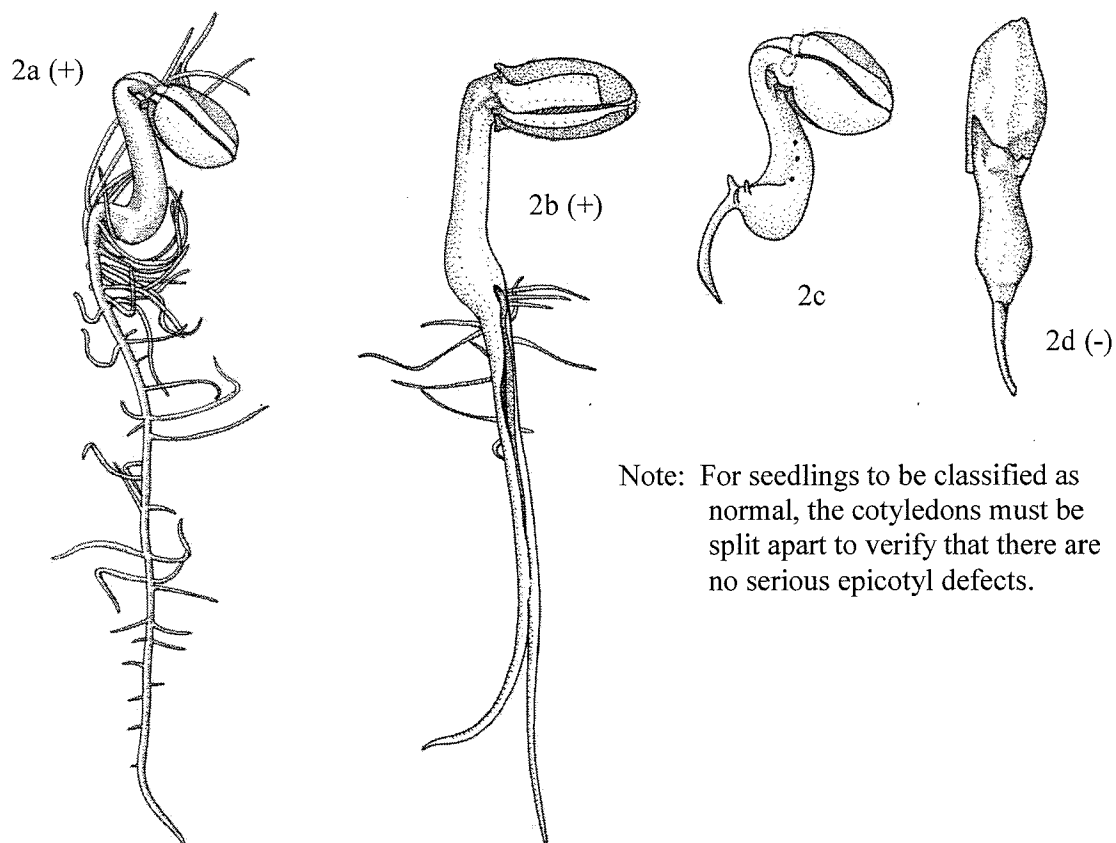 2a (+)
2b (+)
2c
2d (-)
Note: For seedlings to be classified as
normal, the cotyledons must be
split apart to verify that there are
no serious epicotyl defects.